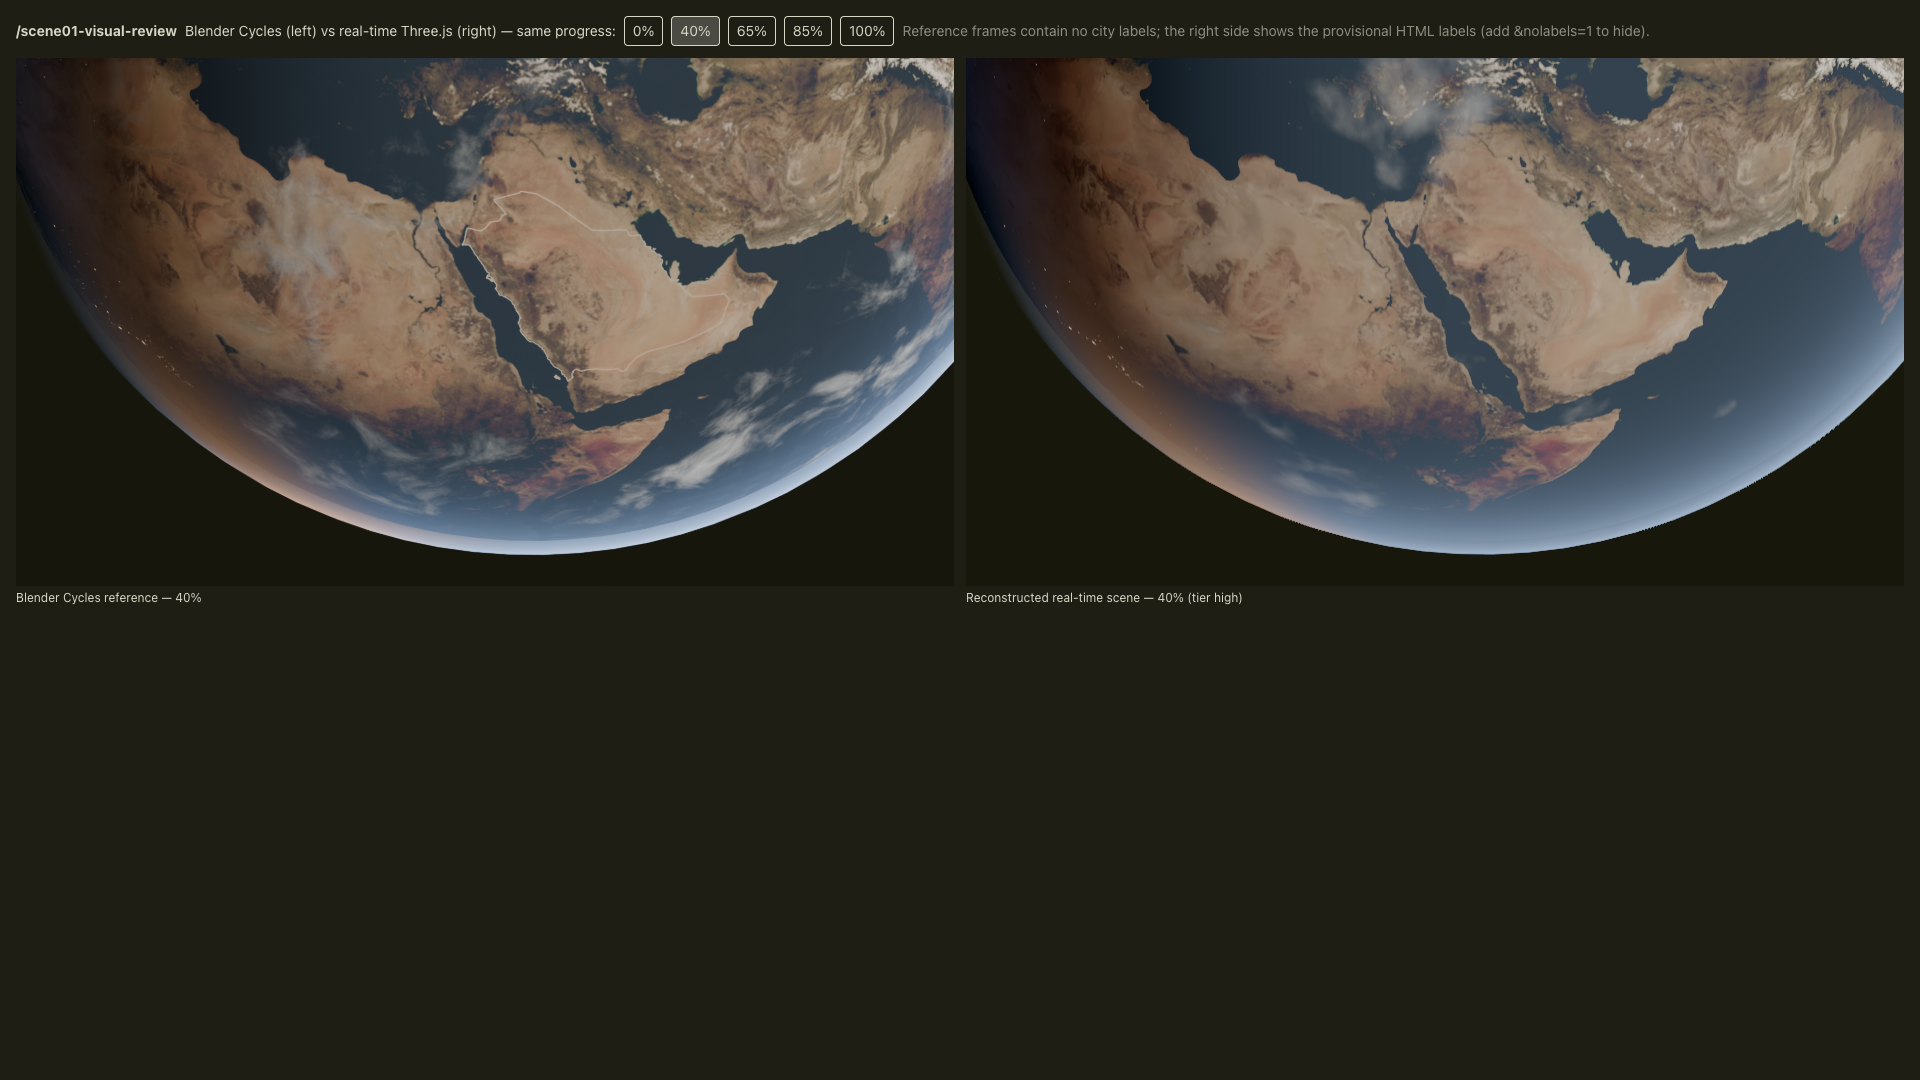 /scene01-visual-review Blender Cycles (left) vs real-time Three.js (right) — same progress: 0% 40% 65% 85% 100% Reference frames contain no city labels; the right side shows the provisional HTML labels (add &nolabels=1 to hide).
Blender Cycles reference — 40%
Reconstructed real-time scene — 40% (tier high)